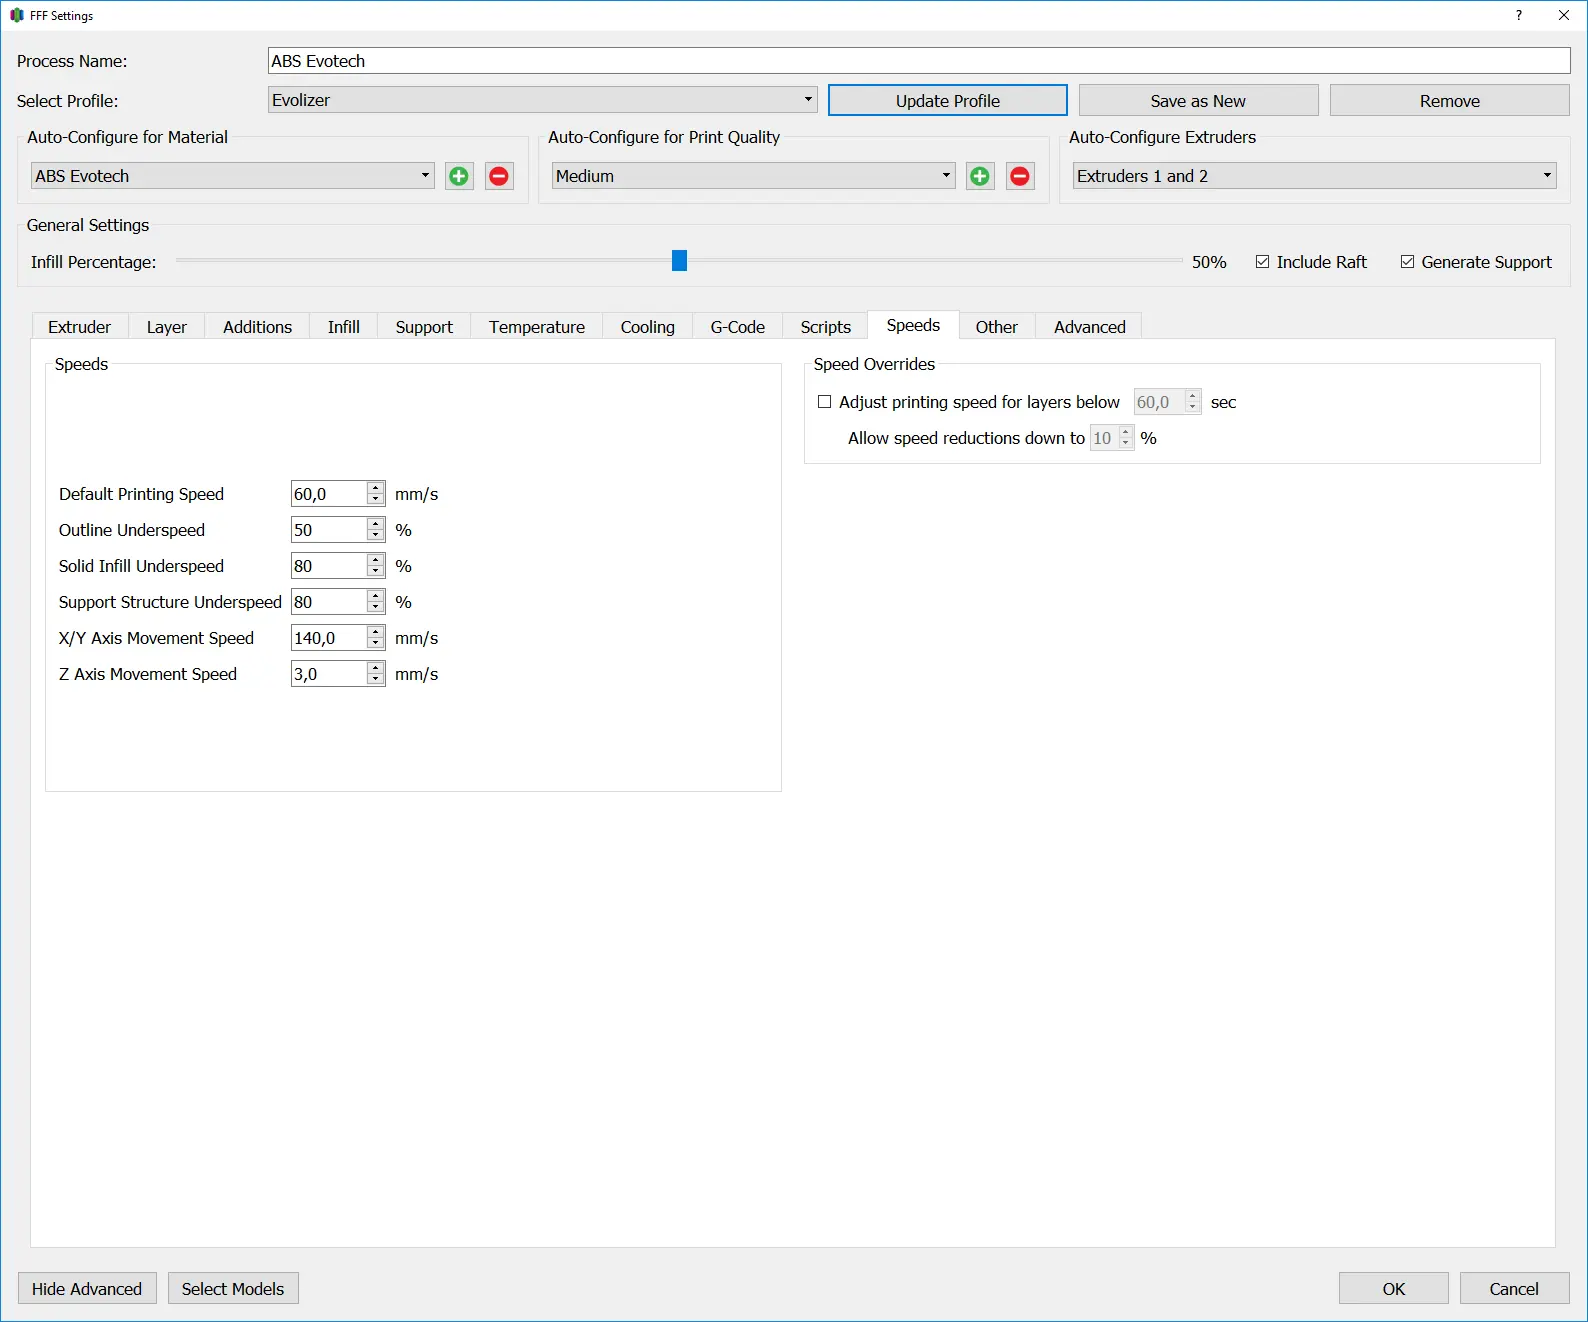 FFF Settings ?
Process Name: ABS Evotech
Select Profile: Evolizer Update Profile Save as New Remove
Auto-Configure for Material Auto-Configure for Print Quality Auto-Configure Extruders
ABS Evotech Medium Extruders 1 and 2
General Settings
Infill Percentage: 50% Include Raft Generate Support
Extruder Layer Additions Infill Support Temperature Cooling G-Code Scripts Speeds Other Advanced
Speeds Speed Overrides
Adjust printing speed for layers below 60,0 sec
Allow speed reductions down to 10 %
Default Printing Speed 60,0 mm/s
Outline Underspeed 50 %
Solid Infill Underspeed 80 %
Support Structure Underspeed 80 %
X/Y Axis Movement Speed 140,0 mm/s
Z Axis Movement Speed 3,0 mm/s
Hide Advanced Select Models OK Cancel